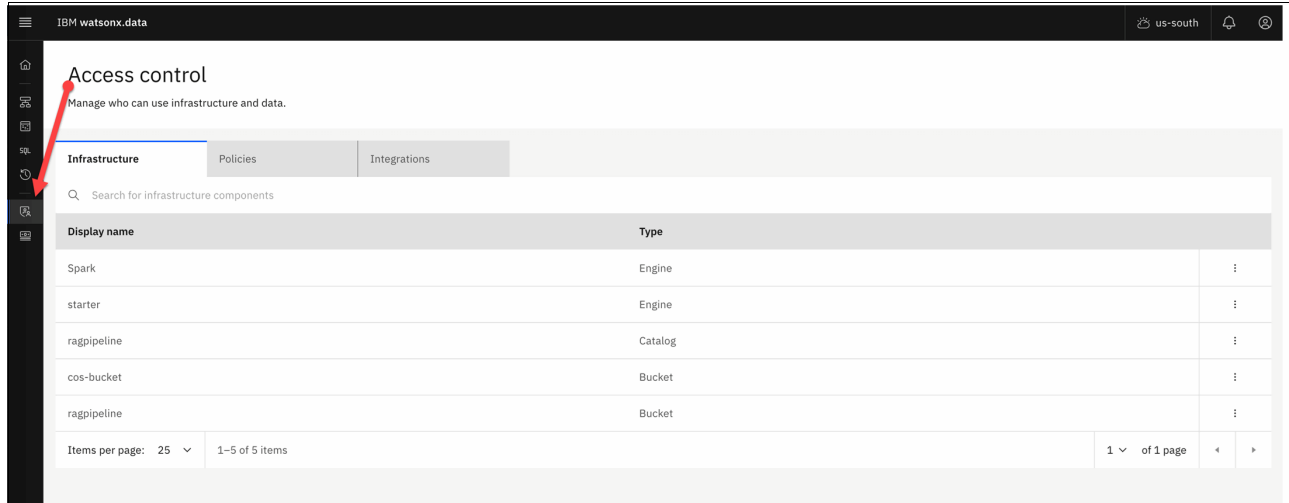 IBM watsonx.data
us-south
SQL
Access control
Manage who can use infrastructure and data.
Infrastructure
Policies
Integrations
Search for infrastructure components
Display name
Type
Spark
Engine
starter
Engine
ragpipeline
Catalog
cos-bucket
Bucket
ragpipeline
Bucket
Items per page: 25
1–5 of 5 items
1
of 1 page